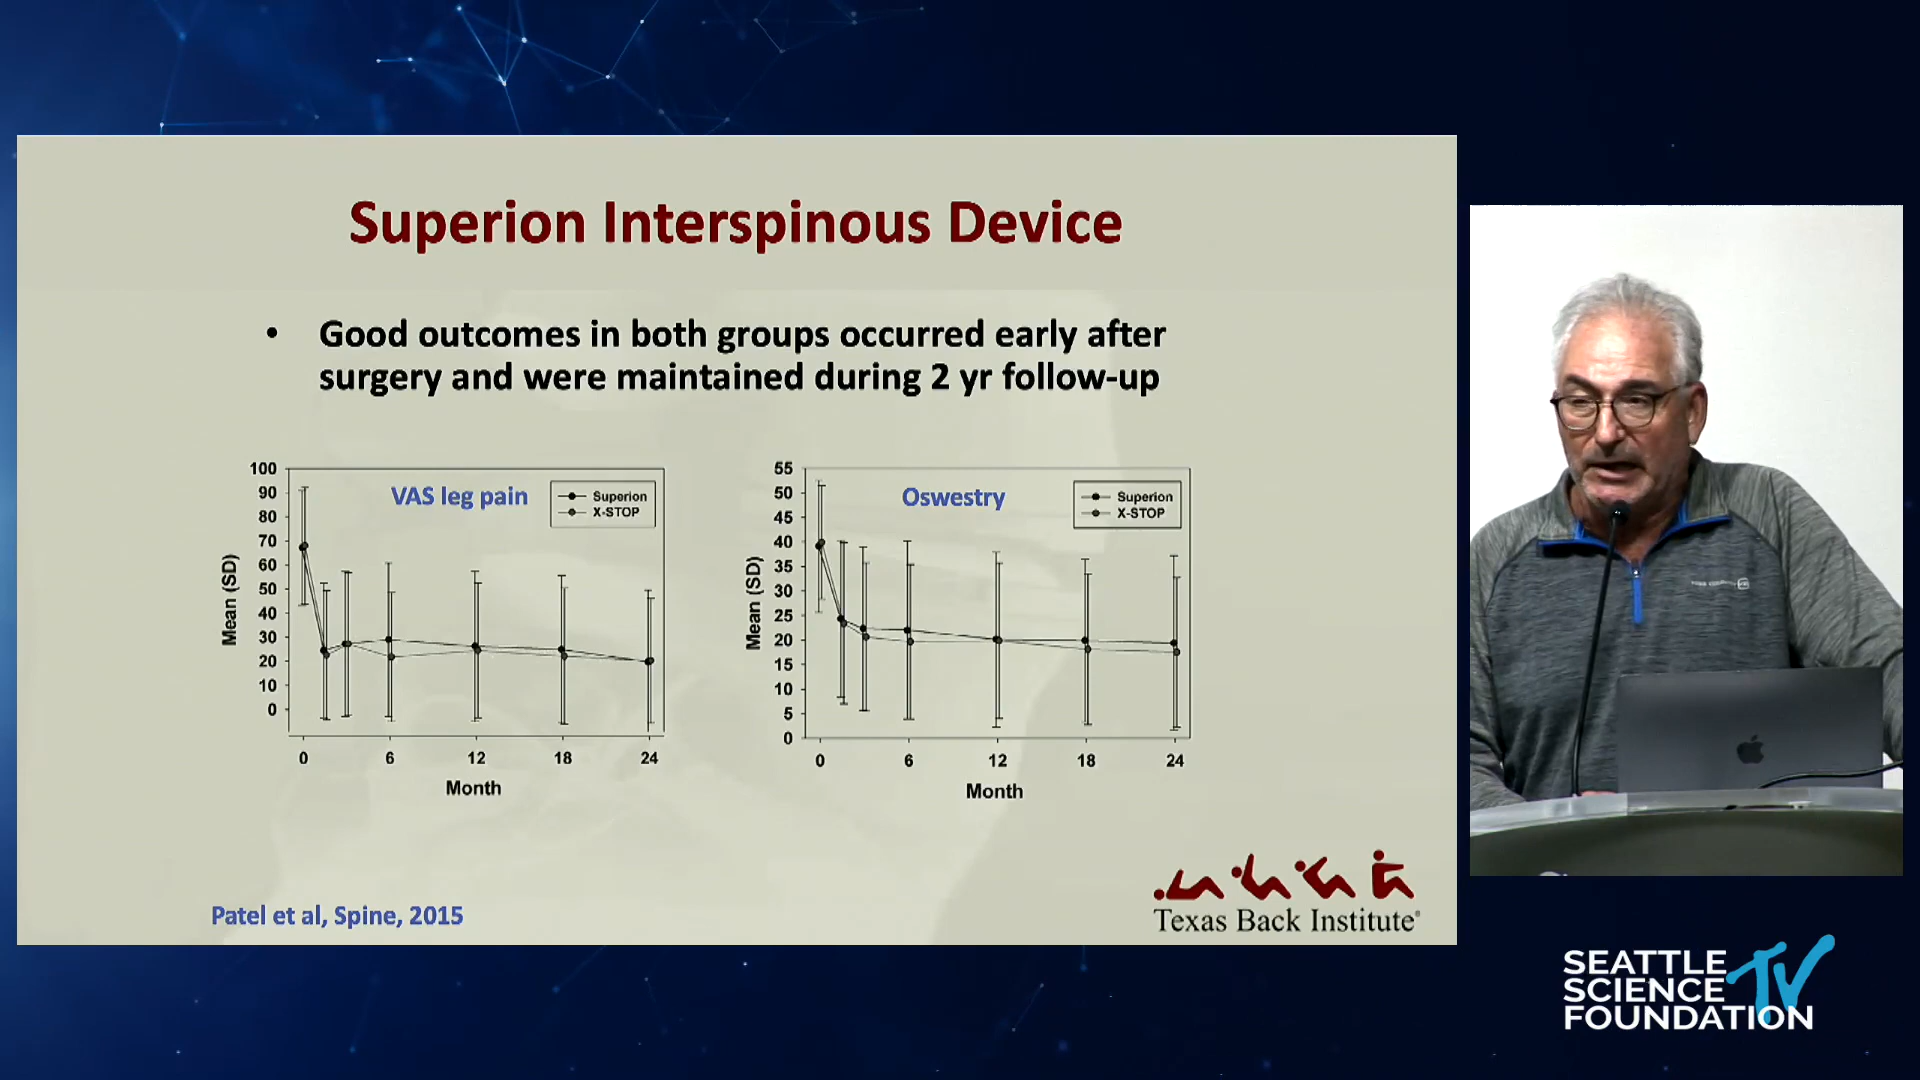 Superion Interspinous Device
• Good outcomes in both groups occurred early after
surgery and were maintained during 2 yr follow-up
VAS leg pain
Superion
X-STOP
Mean (SD)
100
90
80
70
60
50
40
30
20
10
0
0 6 12 18 24
Month
Oswestry
Superion
X-STOP
Mean (SD)
55
50
45
40
35
30
25
20
15
10
5
0
0 6 12 18 24
Month
Patel et al, Spine, 2015
Texas Back Institute®
SEATTLE
SCIENCE
FOUNDATION
TV